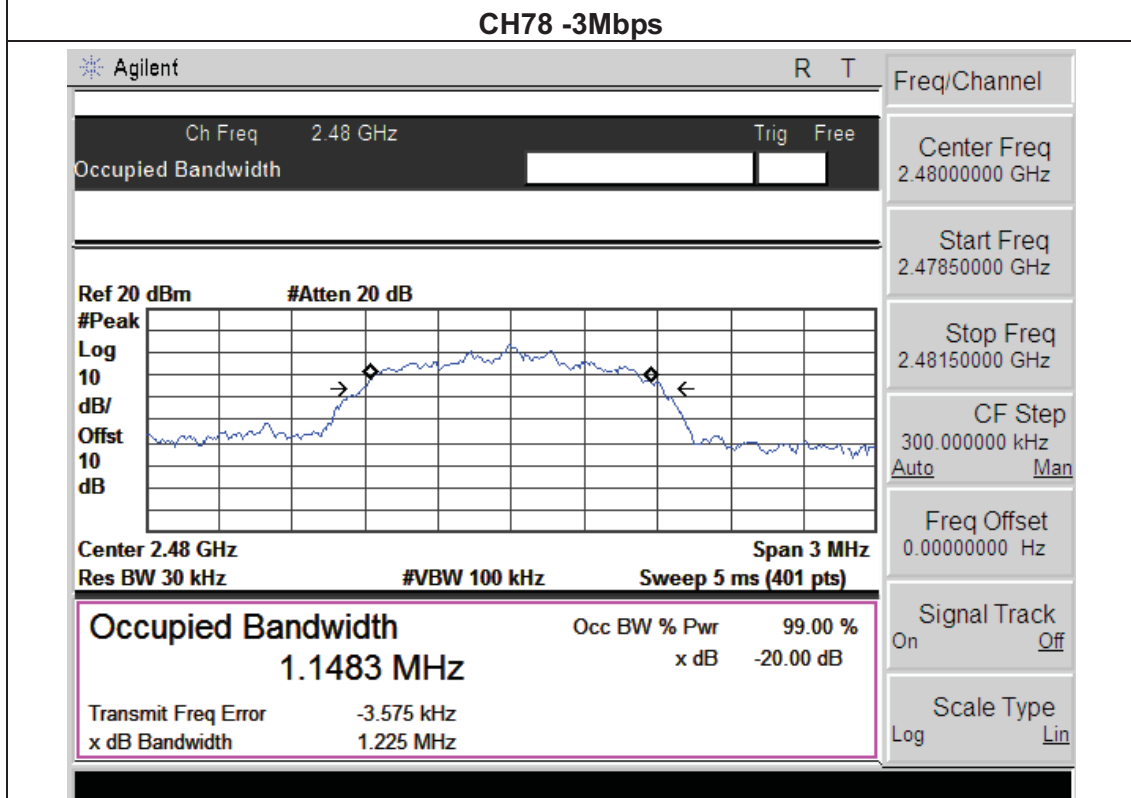 CH78 -3Mbps
Agilent R T
Ch Freq 2.48 GHz Trig Free
Occupied Bandwidth
Ref 20 dBm #Atten 20 dB
#Peak
Log
10
dB/
Offst
10
dB
Center 2.48 GHz Span 3 MHz
Res BW 30 kHz #VBW 100 kHz Sweep 5 ms (401 pts)
Occupied Bandwidth
1.1483 MHz
Occ BW % Pwr 99.00 %
x dB -20.00 dB
Transmit Freq Error -3.575 kHz
x dB Bandwidth 1.225 MHz
Freq/Channel
Center Freq
2.48000000 GHz
Start Freq
2.47850000 GHz
Stop Freq
2.48150000 GHz
CF Step
300.000000 kHz
Auto Man
Freq Offset
0.00000000 Hz
Signal Track
On Off
Scale Type
Log Lin